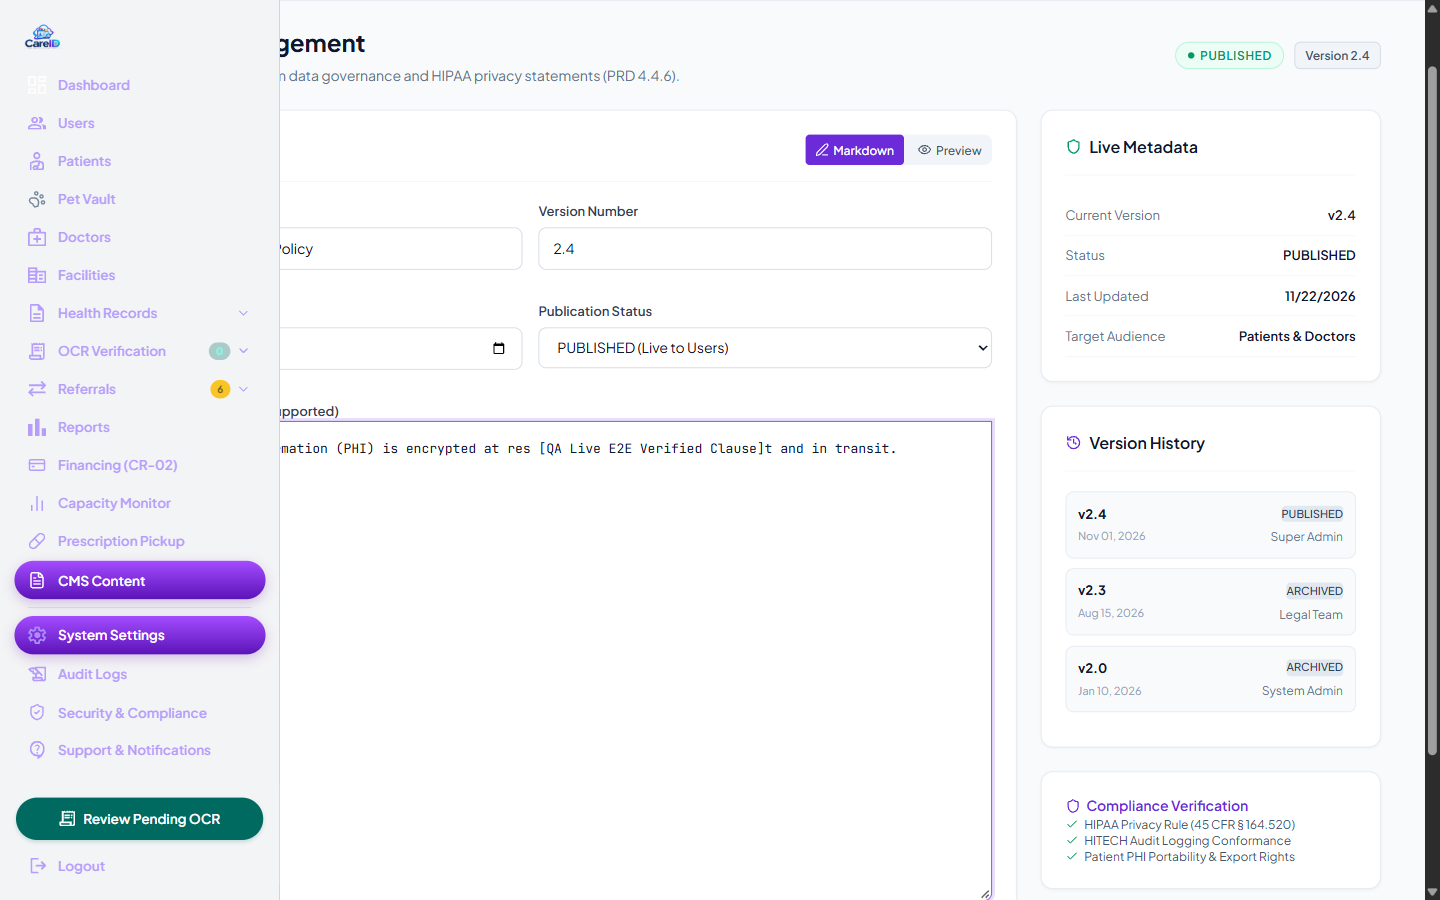 CareID
Dashboard
Users
Patients
Pet Vault
Doctors
Facilities
Health Records
OCR Verification 0
Referrals 6
Reports
Financing (CR-02)
Capacity Monitor
Prescription Pickup
CMS Content
System Settings
Audit Logs
Security & Compliance
Support & Notifications
Review Pending OCR
Logout
gement
data governance and HIPAA privacy statements (PRD 4.4.6).
PUBLISHED
Version 2.4
Markdown
Preview
Version Number
Policy
2.4
Publication Status
PUBLISHED (Live to Users)
pported)
mation (PHI) is encrypted at res [QA Live E2E Verified Clause]t and in transit.
Live Metadata
Current Version v2.4
Status PUBLISHED
Last Updated 11/22/2026
Target Audience Patients & Doctors
Version History
v2.4 PUBLISHED
Nov 01, 2026 Super Admin
v2.3 ARCHIVED
Aug 15, 2026 Legal Team
v2.0 ARCHIVED
Jan 10, 2026 System Admin
Compliance Verification
HIPAA Privacy Rule (45 CFR § 164.520)
HITECH Audit Logging Conformance
Patient PHI Portability & Export Rights